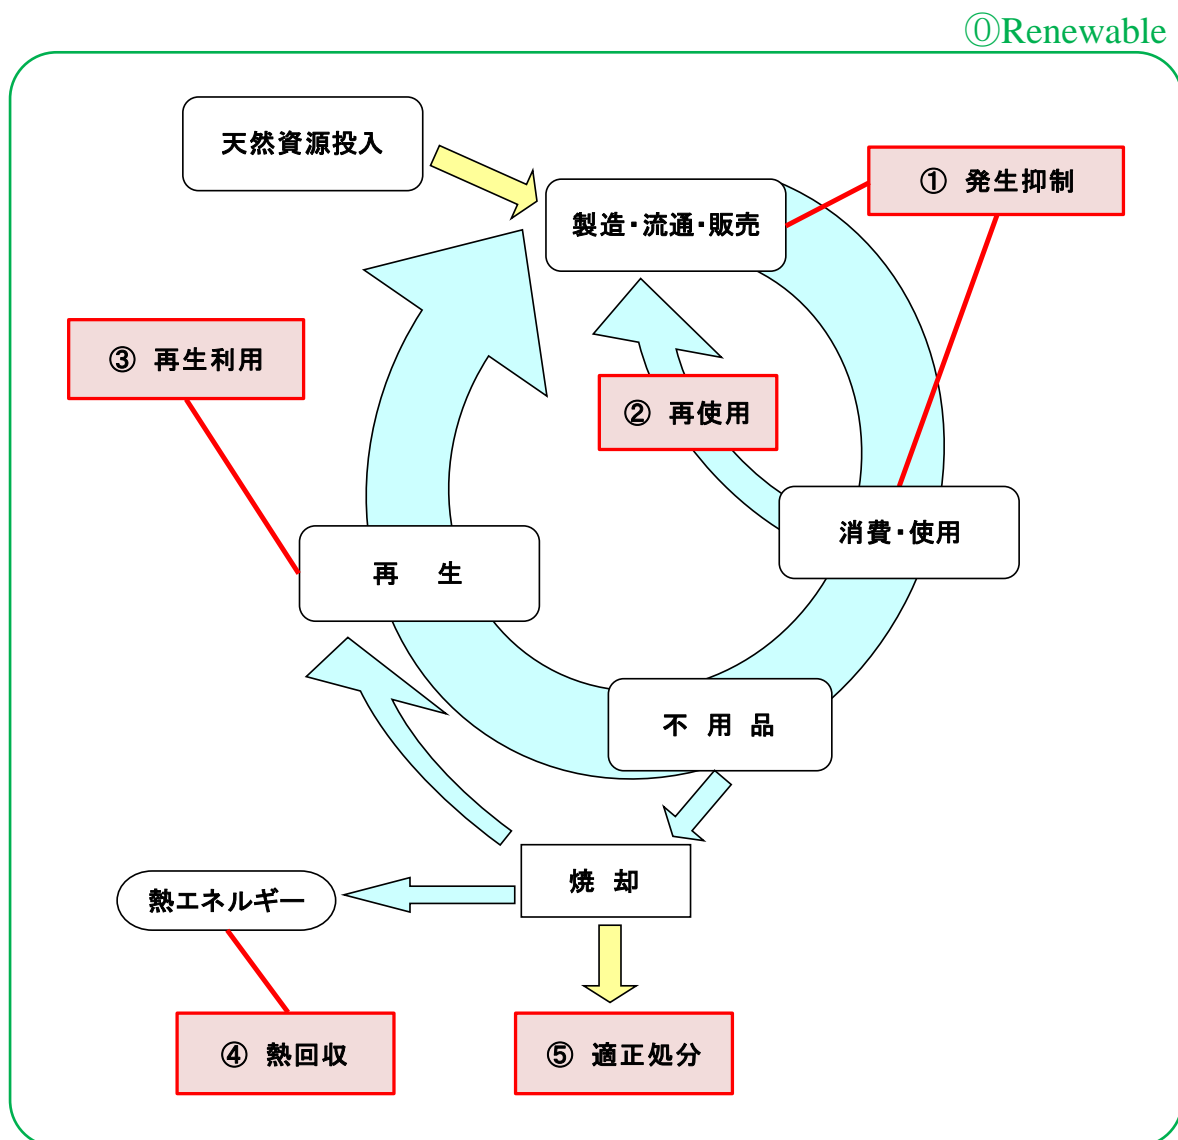 ⓪Renewable
天然資源投入
① 発生抑制
製造・流通・販売
③ 再生利用
② 再使用
消費・使用
再 生
不 用 品
焼 却
熱エネルギー
④ 熱回収
⑤ 適正処分